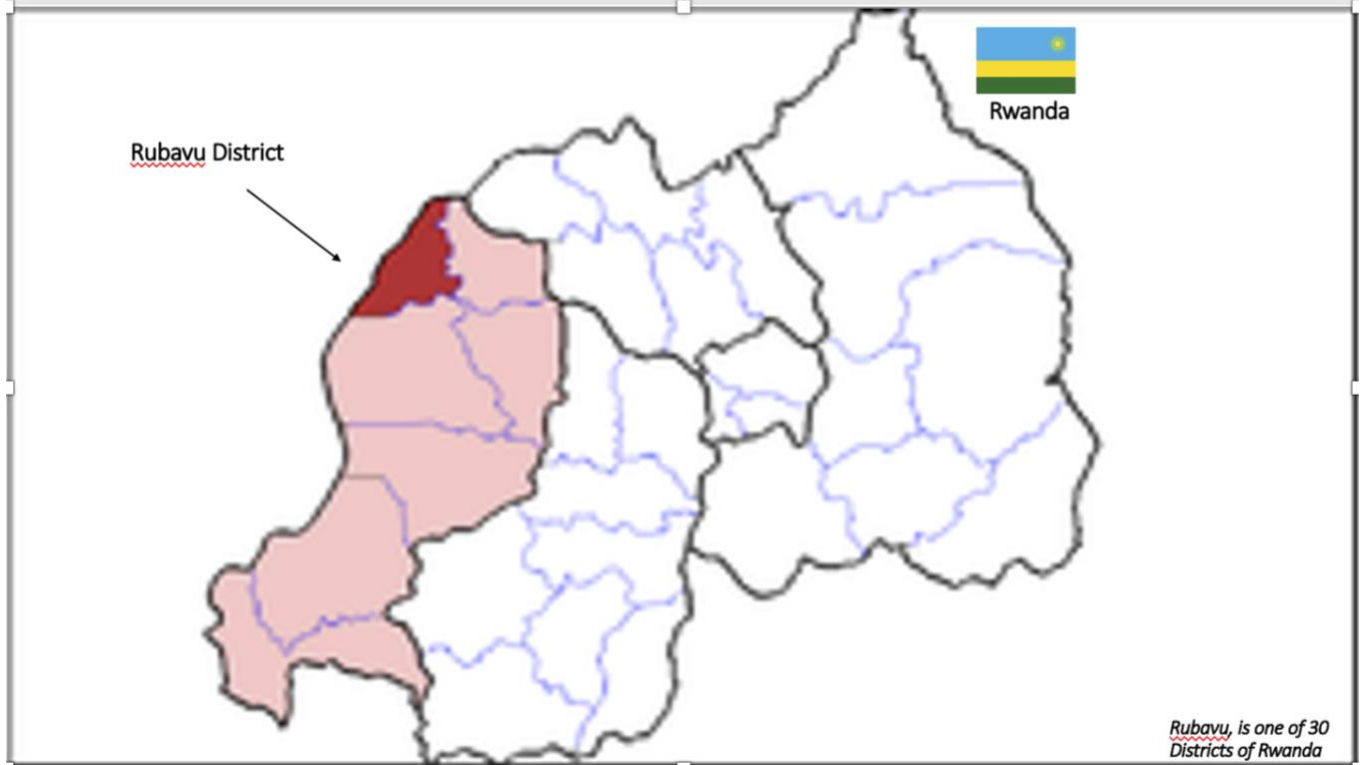 Rwanda
Rubavu District
Rubavu, is one of 30
Districts of Rwanda